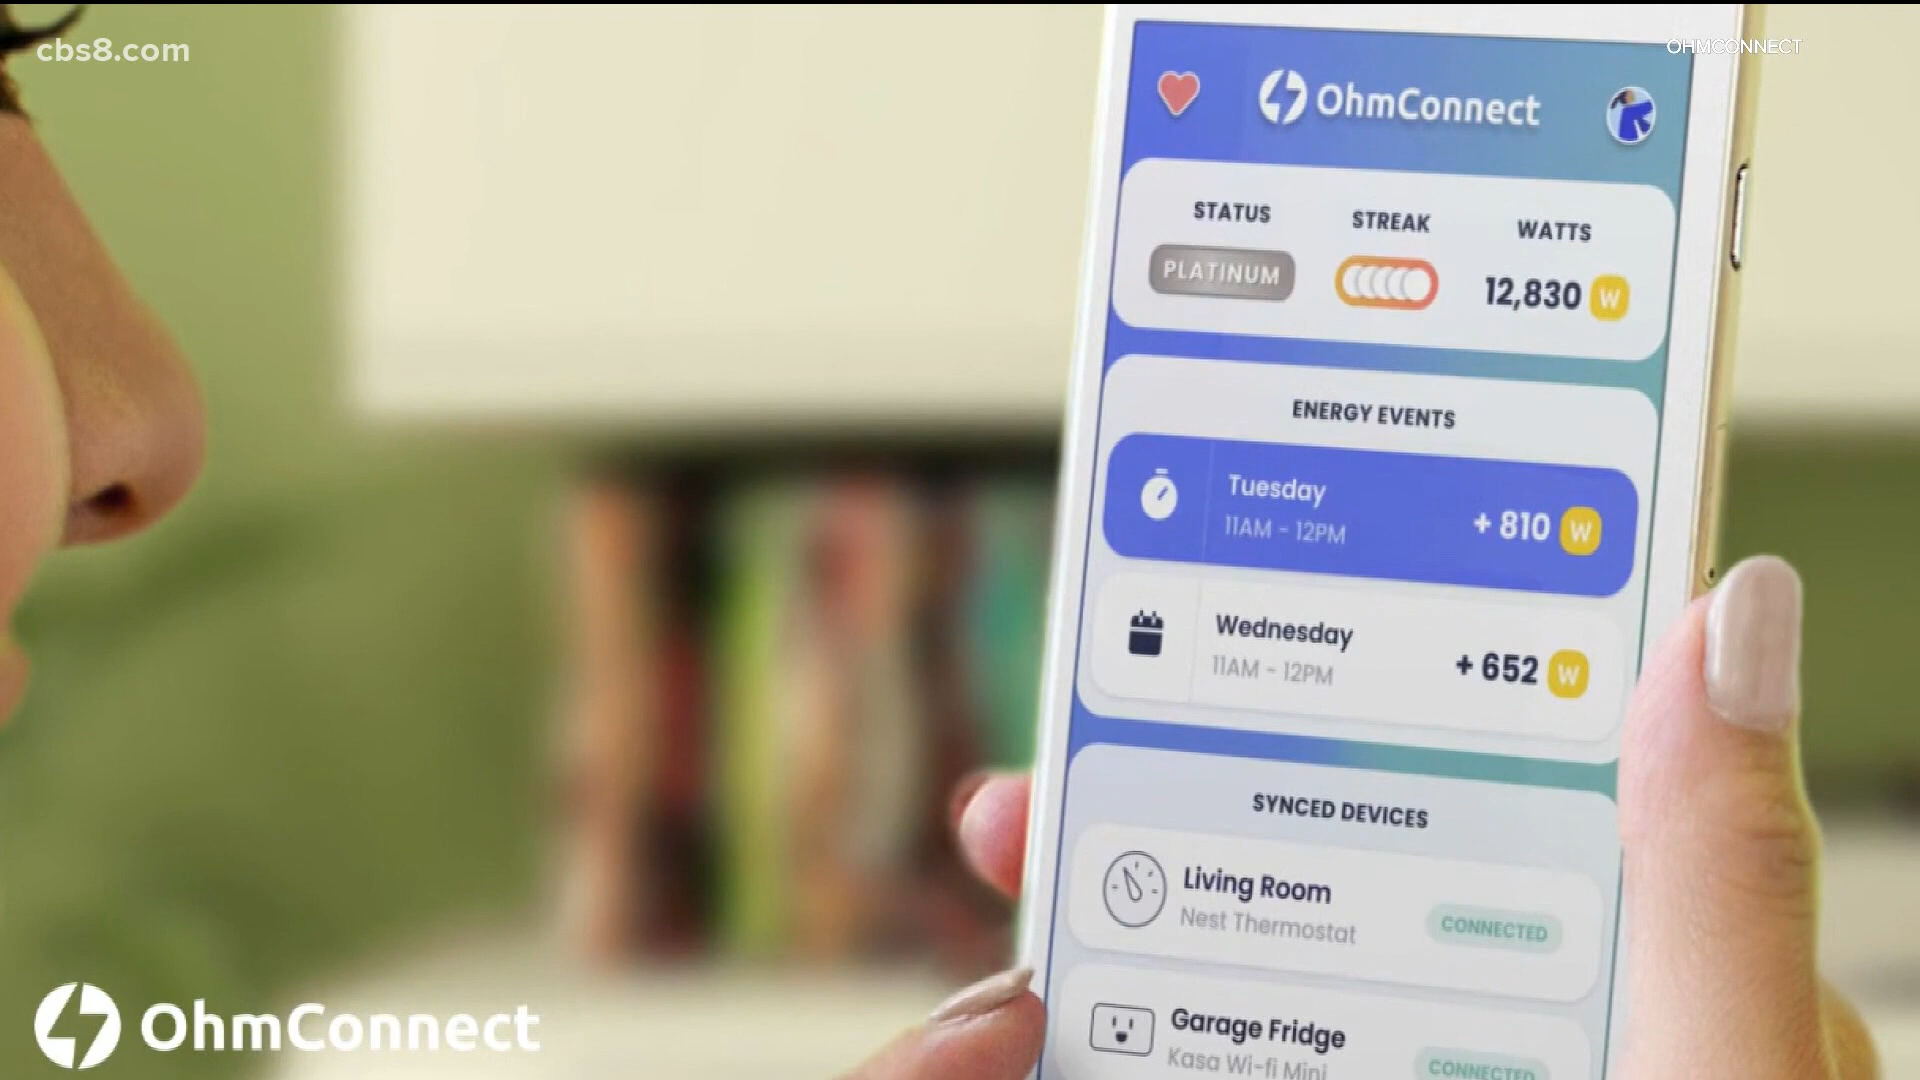 cbs8.com
OHMCONNECT
OhmConnect
STATUS STREAK WATTS
PLATINUM 12,830 W
ENERGY EVENTS
Tuesday
11AM - 12PM
+ 810 W
Wednesday
11AM - 12PM
+ 652 W
SYNCED DEVICES
Living Room
Nest Thermostat
CONNECTED
Garage Fridge
Kasa Wi-fi Mini
CONNECTED
OhmConnect